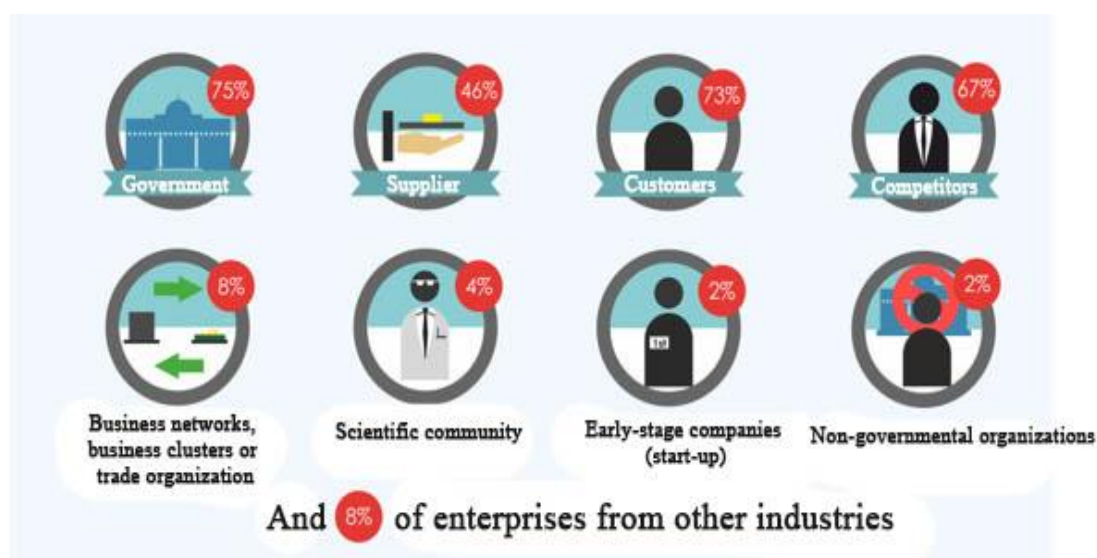 75%
46%
73%
67%
Government
Supplier
Customers
Competitors
8%
4%
2%
2%
1st
Business networks,
business clusters or
trade organization
Scientific community
Early-stage companies
(start-up)
Non-governmental organizations
And 8% of enterprises from other industries